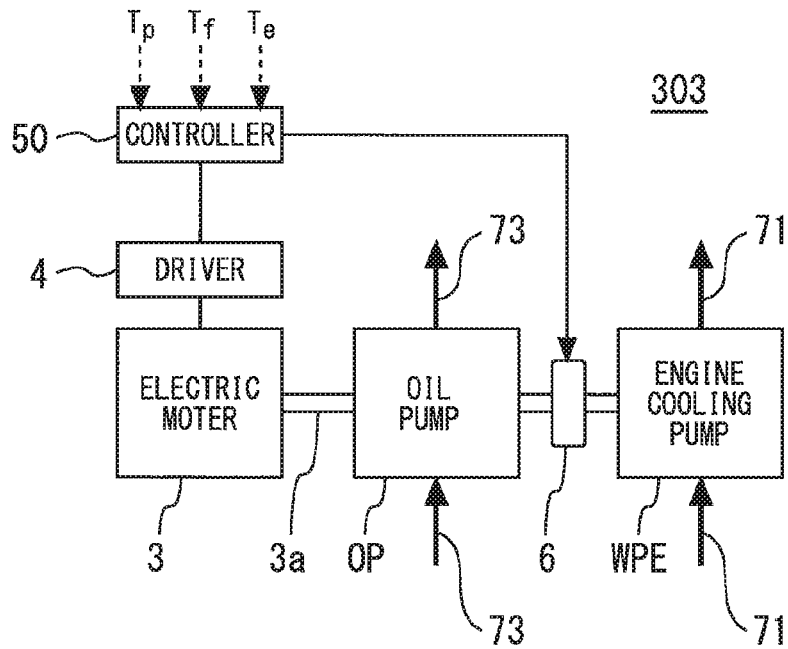 Tp Tf Te
303
50
CONTROLLER
73
71
4
DRIVER
ELECTRIC
MOTER
OIL
PUMP
ENGINE
COOLING
PUMP
3
3a
OP
6
WPE
73
71